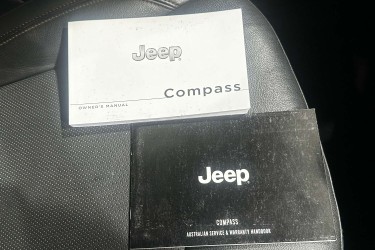 Jeep
Compass
OWNER'S MANUAL
Jeep
COMPASS
AUSTRALIAN SERVICE & WARRANTY HANDBOOK